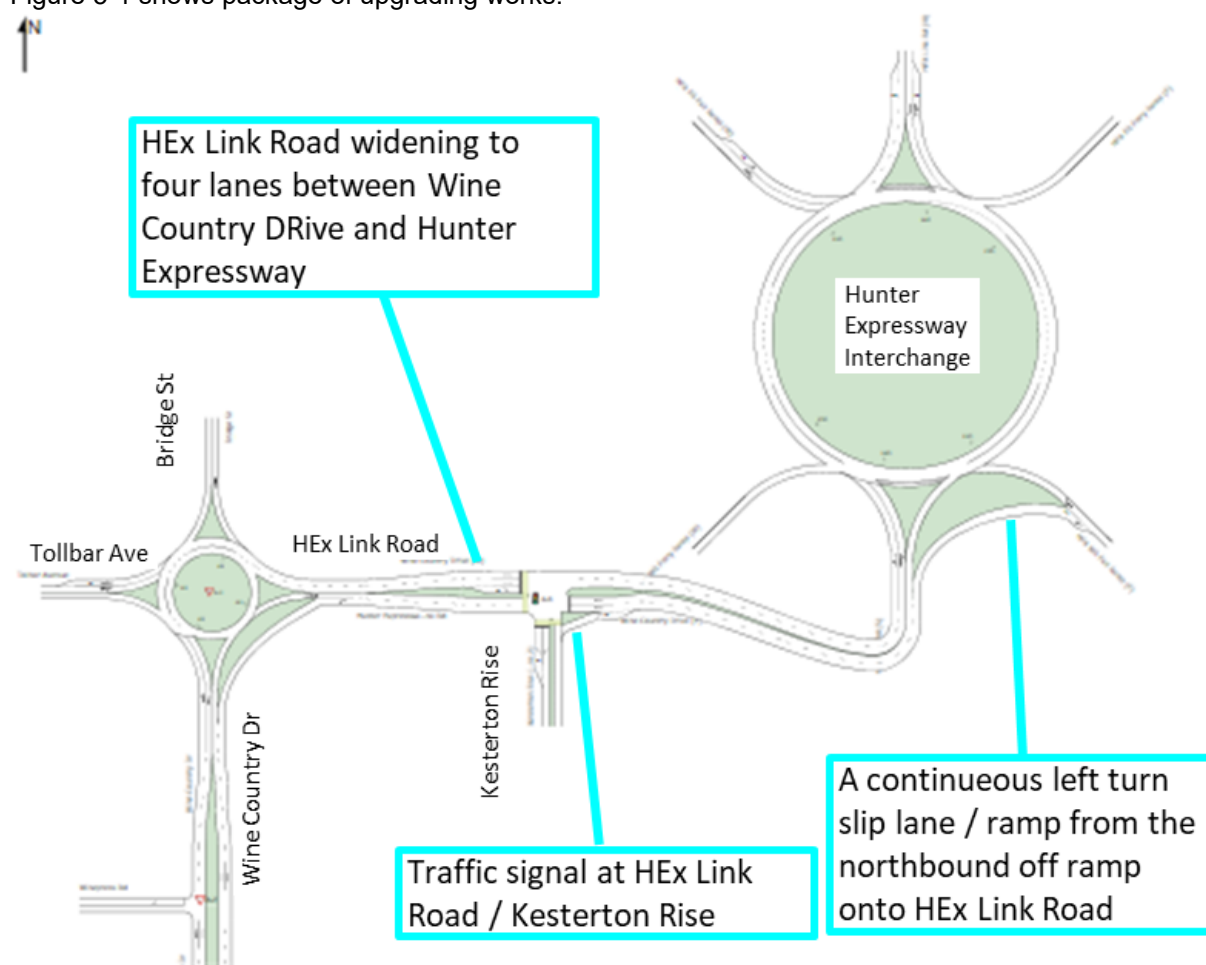 Figure 3-1 shows package of upgrading works.
N
HEx Link Road widening to
four lanes between Wine
Country DRive and Hunter
Expressway
Hunter
Expressway
Interchange
Bridge St
Tollbar Ave
HEx Link Road
Kesterton Rise
Wine Country Dr
Traffic signal at HEx Link
Road / Kesterton Rise
A continueous left turn
slip lane / ramp from the
northbound off ramp
onto HEx Link Road